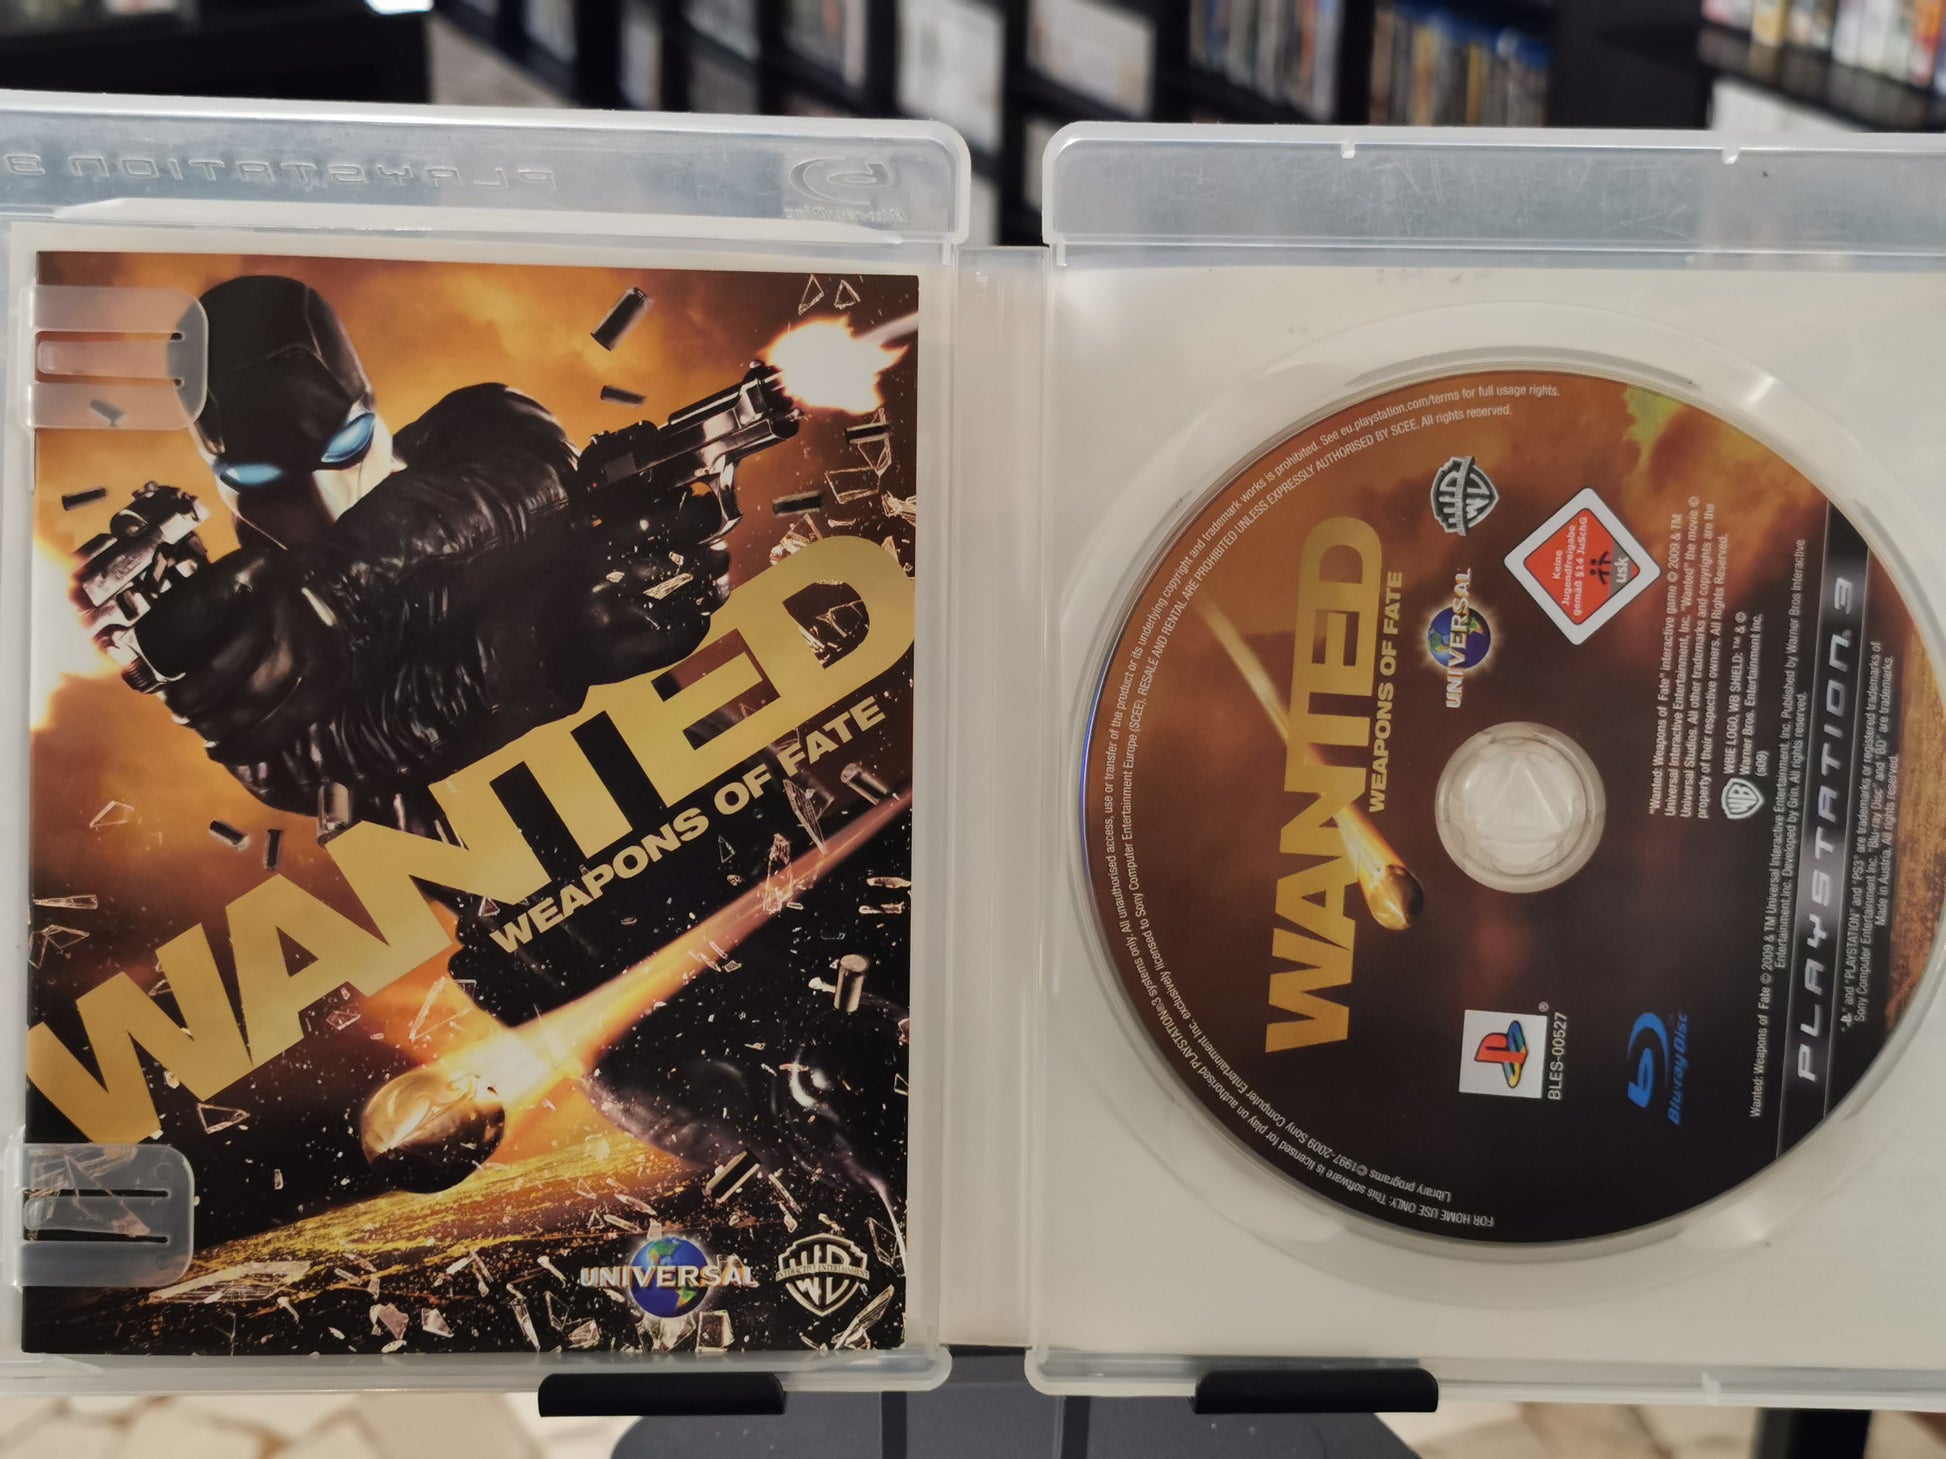 PLAYSTATION 3
Blu-ray Disc
WANTED
WEAPONS OF FATE
UNIVERSAL
INTERACTIVE ENTERTAINMENT
FOR HOME USE ONLY: This software is licensed for play on authorised PLAYSTATION®3 systems only. All unauthorised access, use or transfer of the product or its underlying copyright and trademark works is prohibited. See eu.playstation.com/terms for full usage rights.
Library programs ©1997-2009 Sony Computer Entertainment Inc. exclusively licensed to Sony Computer Entertainment Europe (SCEE). RESALE AND RENTAL ARE PROHIBITED UNLESS EXPRESSLY AUTHORISED BY SCEE. All rights reserved.
WANTED
WEAPONS OF FATE
UNIVERSAL
Keine
Jugendfreigabe
gemäß §14 JuSchG
usk
BLES-00527
Blu-ray Disc
"Wanted: Weapons of Fate" interactive game © 2009 & TM
Universal Interactive Entertainment, Inc. "Wanted" the movie ©
Universal Studios. All other trademarks and copyrights are the
property of their respective owners. All Rights Reserved.
WBIE LOGO, WB SHIELD: ™ & ©
Warner Bros. Entertainment Inc.
(s09)
Wanted: Weapons of Fate © 2009 & TM Universal Interactive Entertainment, Inc. Published by Warner Bros Interactive
Entertainment Inc. Developed by Grin. All rights reserved.
PLAYSTATION 3
" " and "PLAYSTATION" and "PS3" are trademarks or registered trademarks of
Sony Computer Entertainment Inc. "Blu-ray Disc" and "BD" are trademarks.
Made in Austria. All rights reserved.